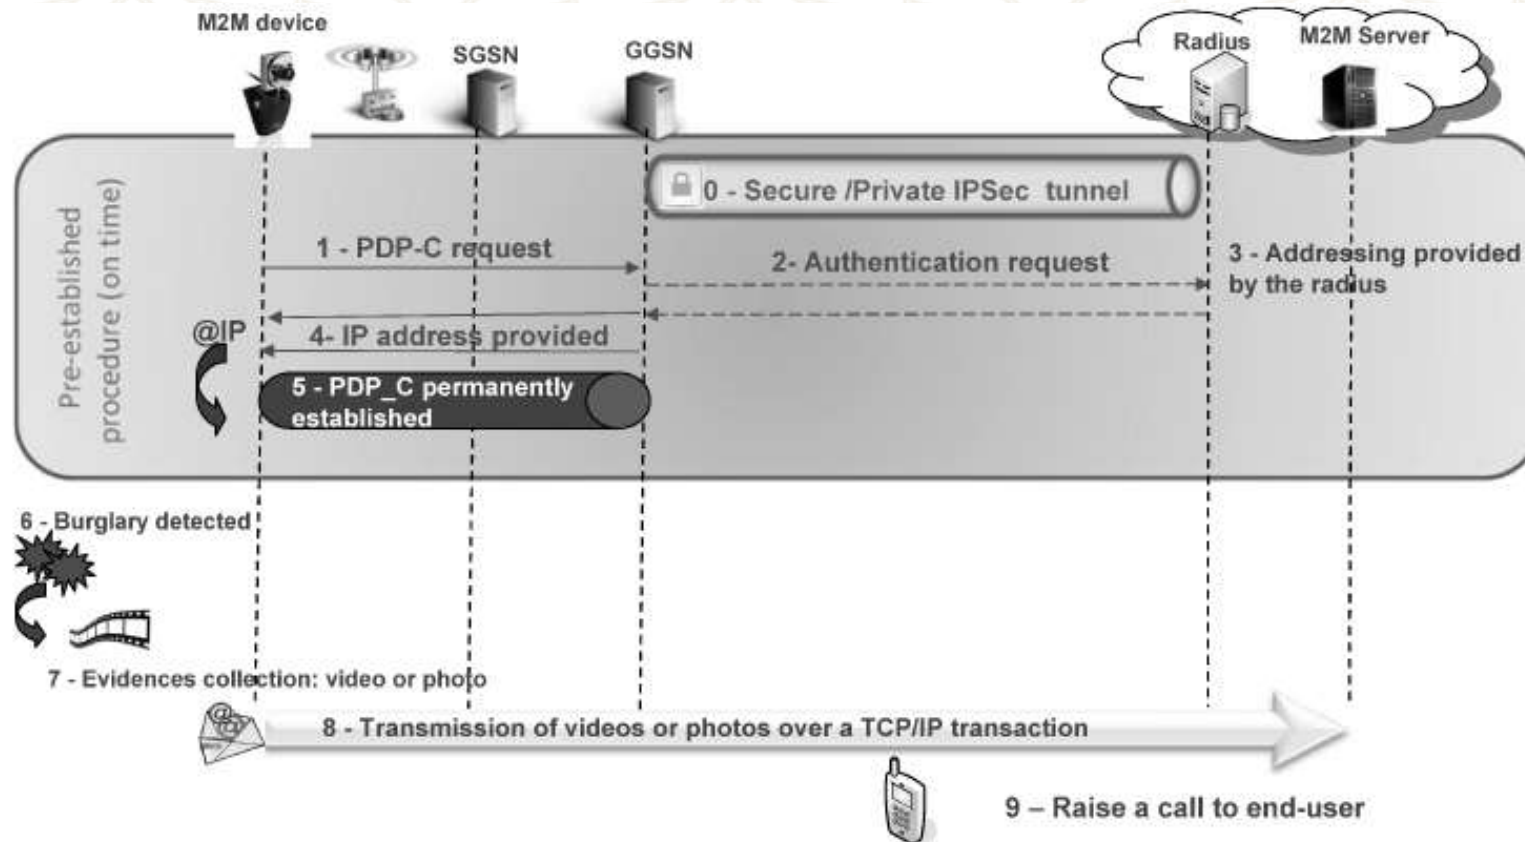 M2M device
SGSN
GGSN
Radius
M2M Server
Pre-established
procedure (on time)
0 - Secure /Private IPSec tunnel
1 - PDP-C request
2- Authentication request
3 - Addressing provided
by the radius
@IP
4- IP address provided
5 - PDP_C permanently
established
6 - Burglary detected
7 - Evidences collection: video or photo
@
@
8 - Transmission of videos or photos over a TCP/IP transaction
9 – Raise a call to end-user